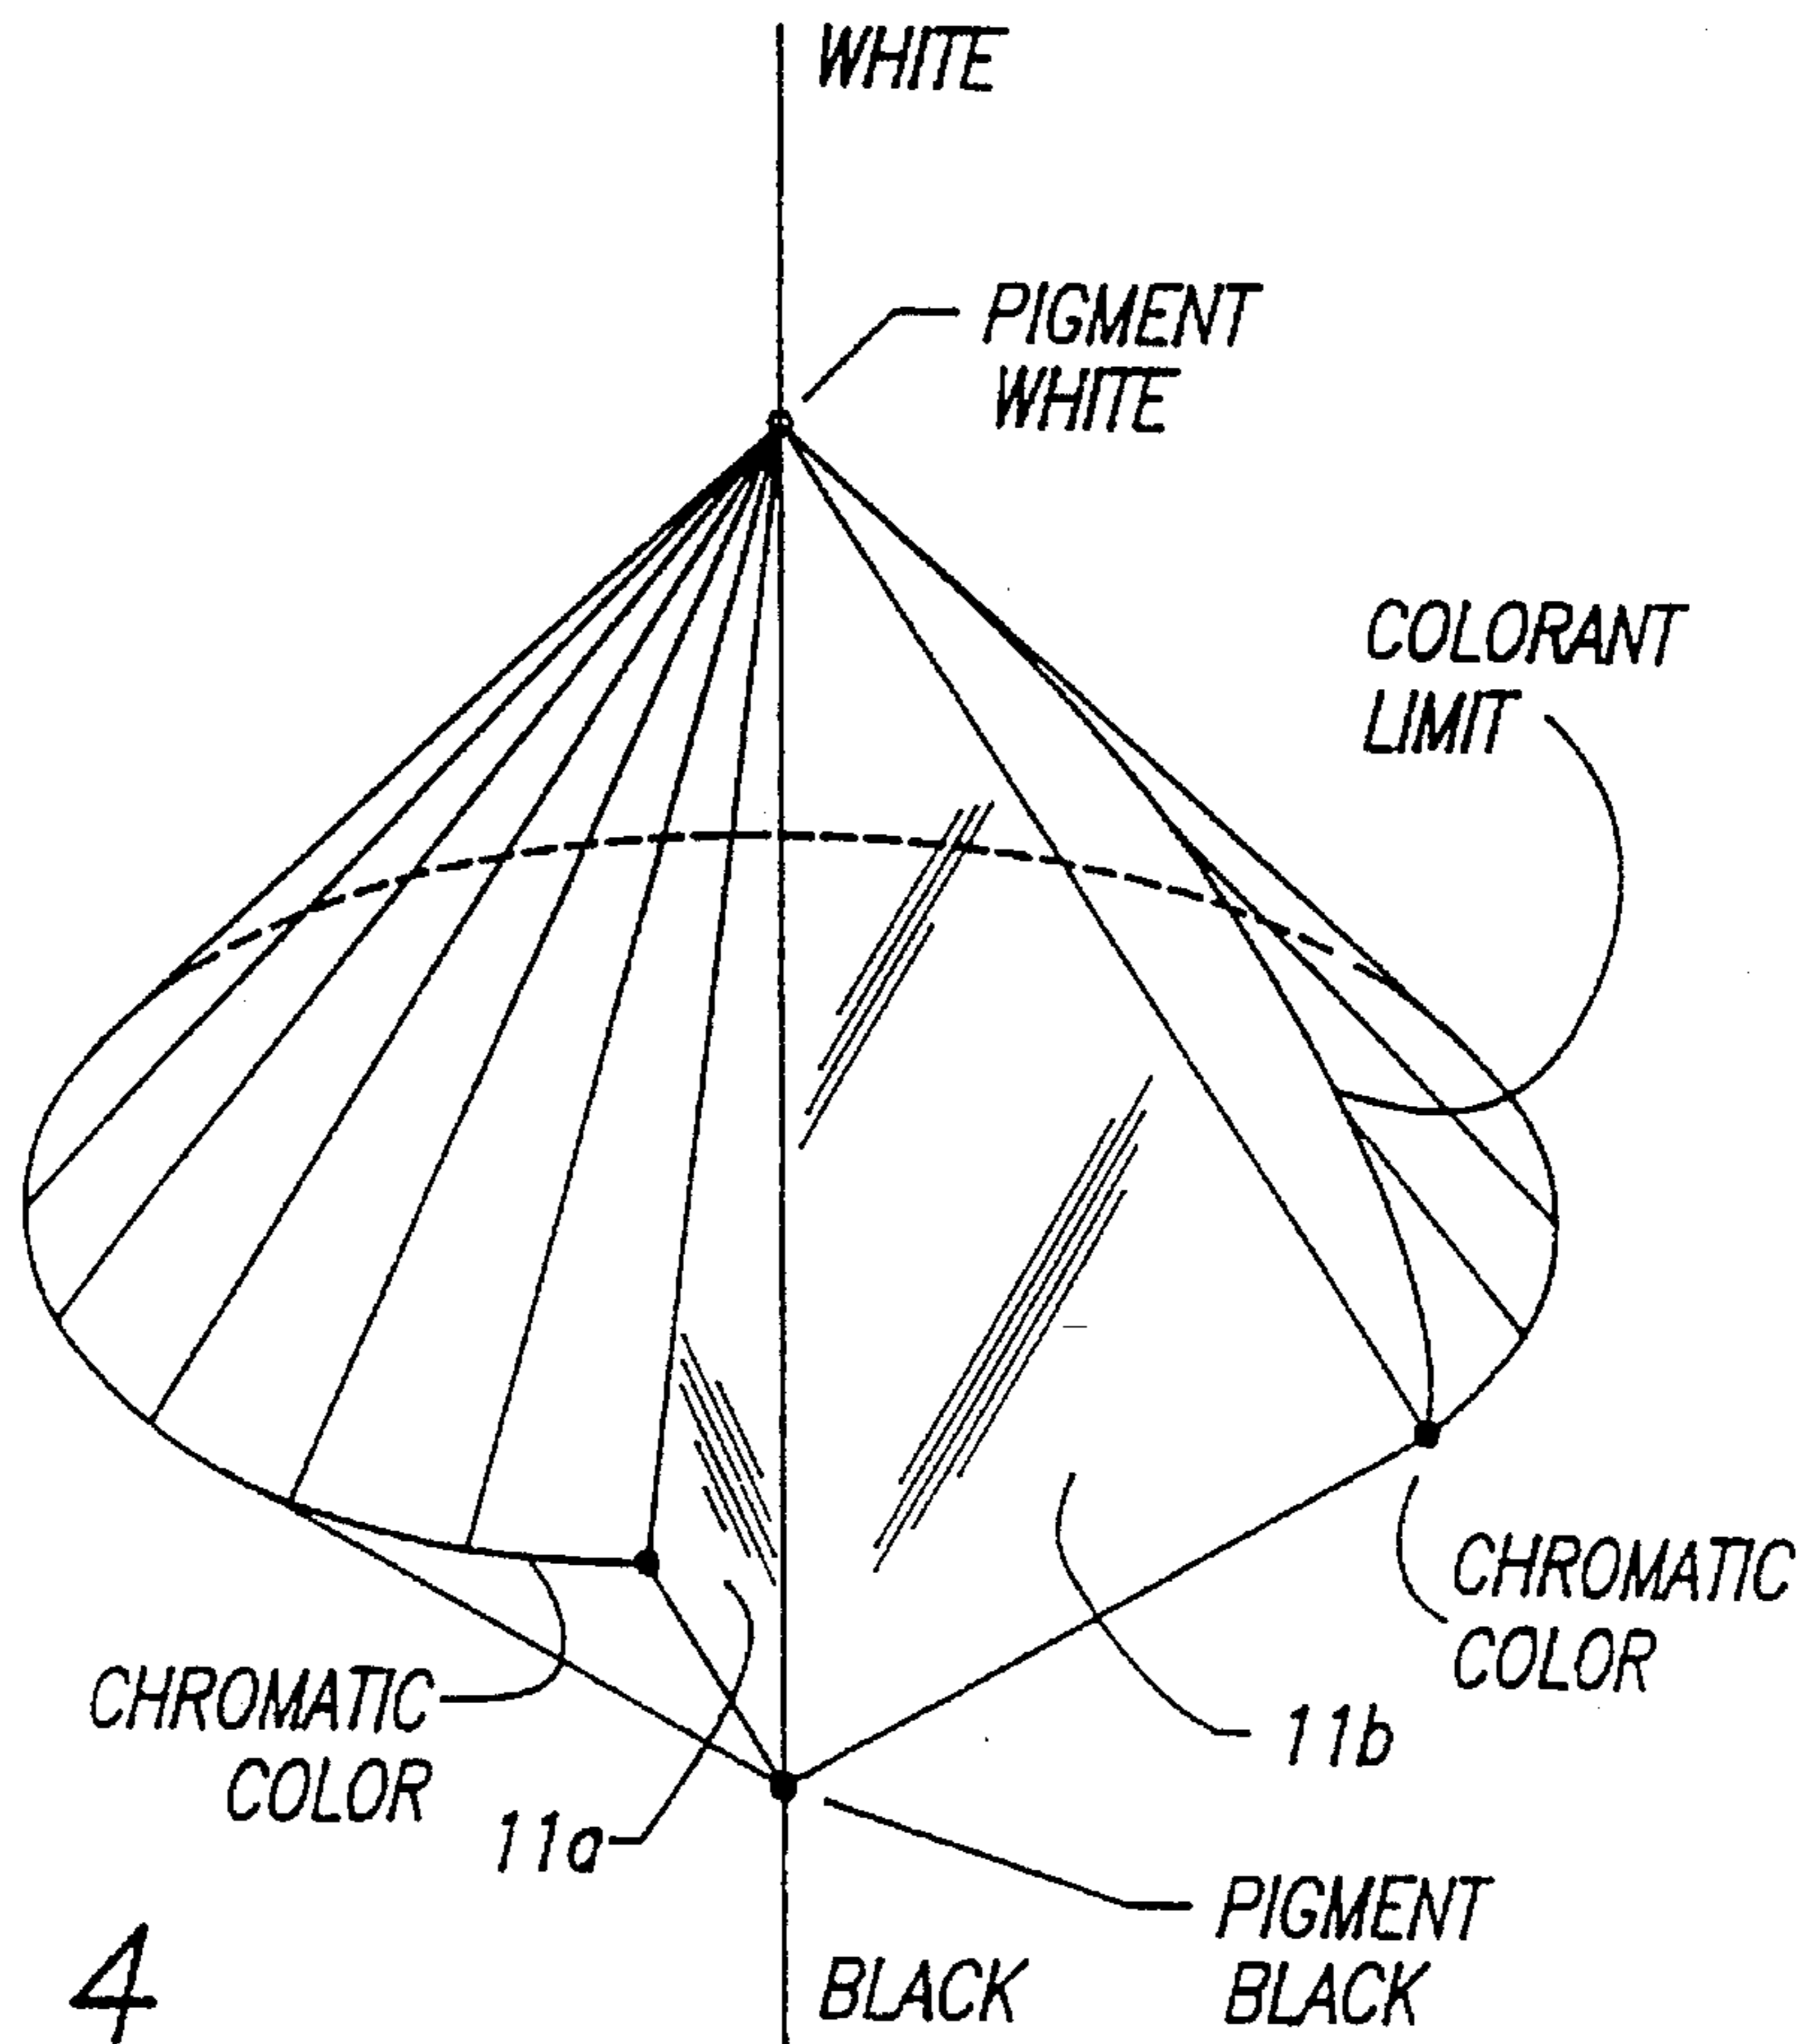 WHITE
PIGMENT
WHITE
COLORANT
LIMIT
CHROMATIC
COLOR
CHROMATIC
COLOR
11b
11a
PIGMENT
BLACK
BLACK
4